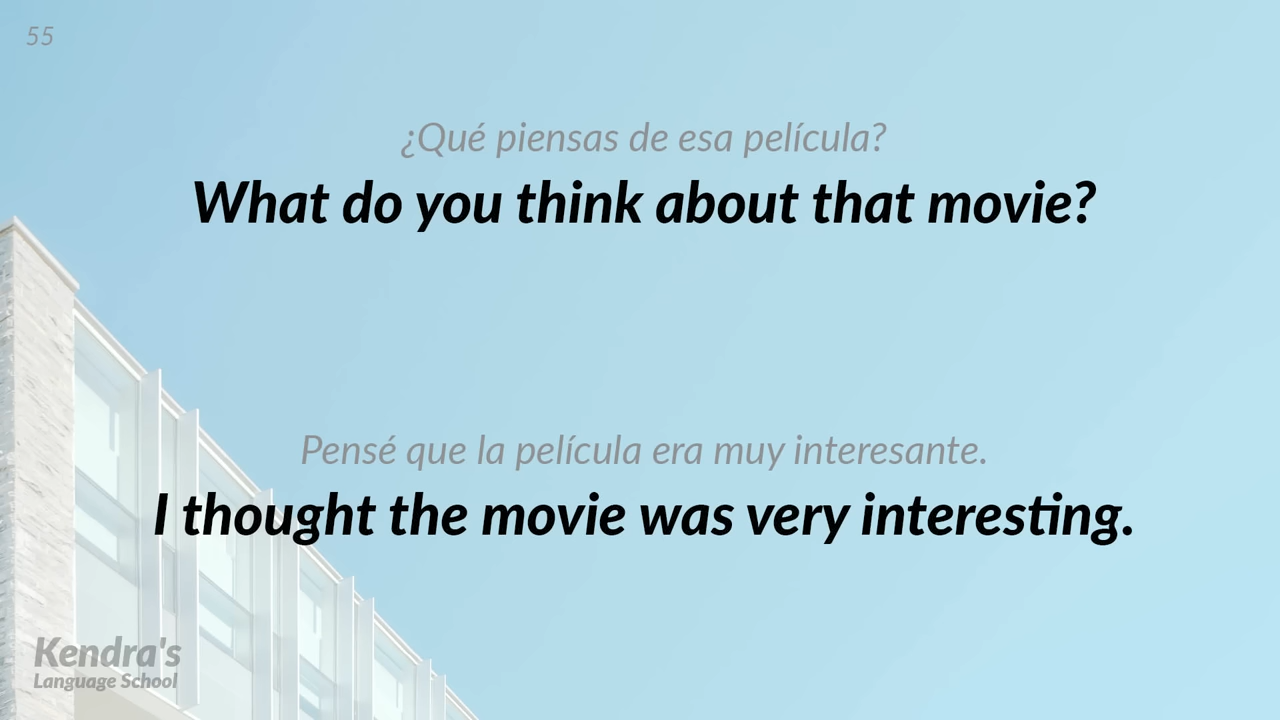 55
¿Qué piensas de esa película?
What do you think about that movie?
Pensé que la película era muy interesante.
I thought the movie was very interesting.
Kendra's
Language School